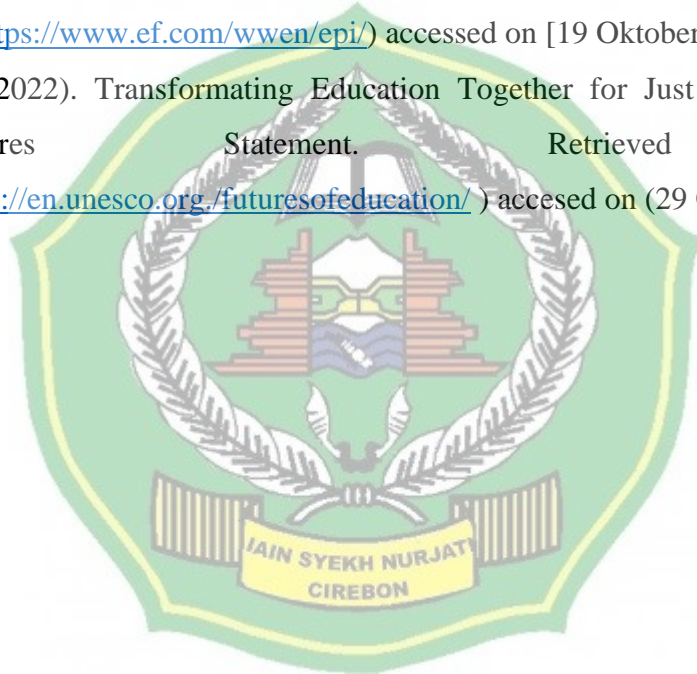 tps://www.ef.com/wwen/epi/) accessed on [19 Oktober
2022). Transformating Education Together for Just
res Statement. Retrieved
://en.unesco.org./futuresofeducation/ ) accesed on (29
IAIN SYEKH NURJATI
CIREBON